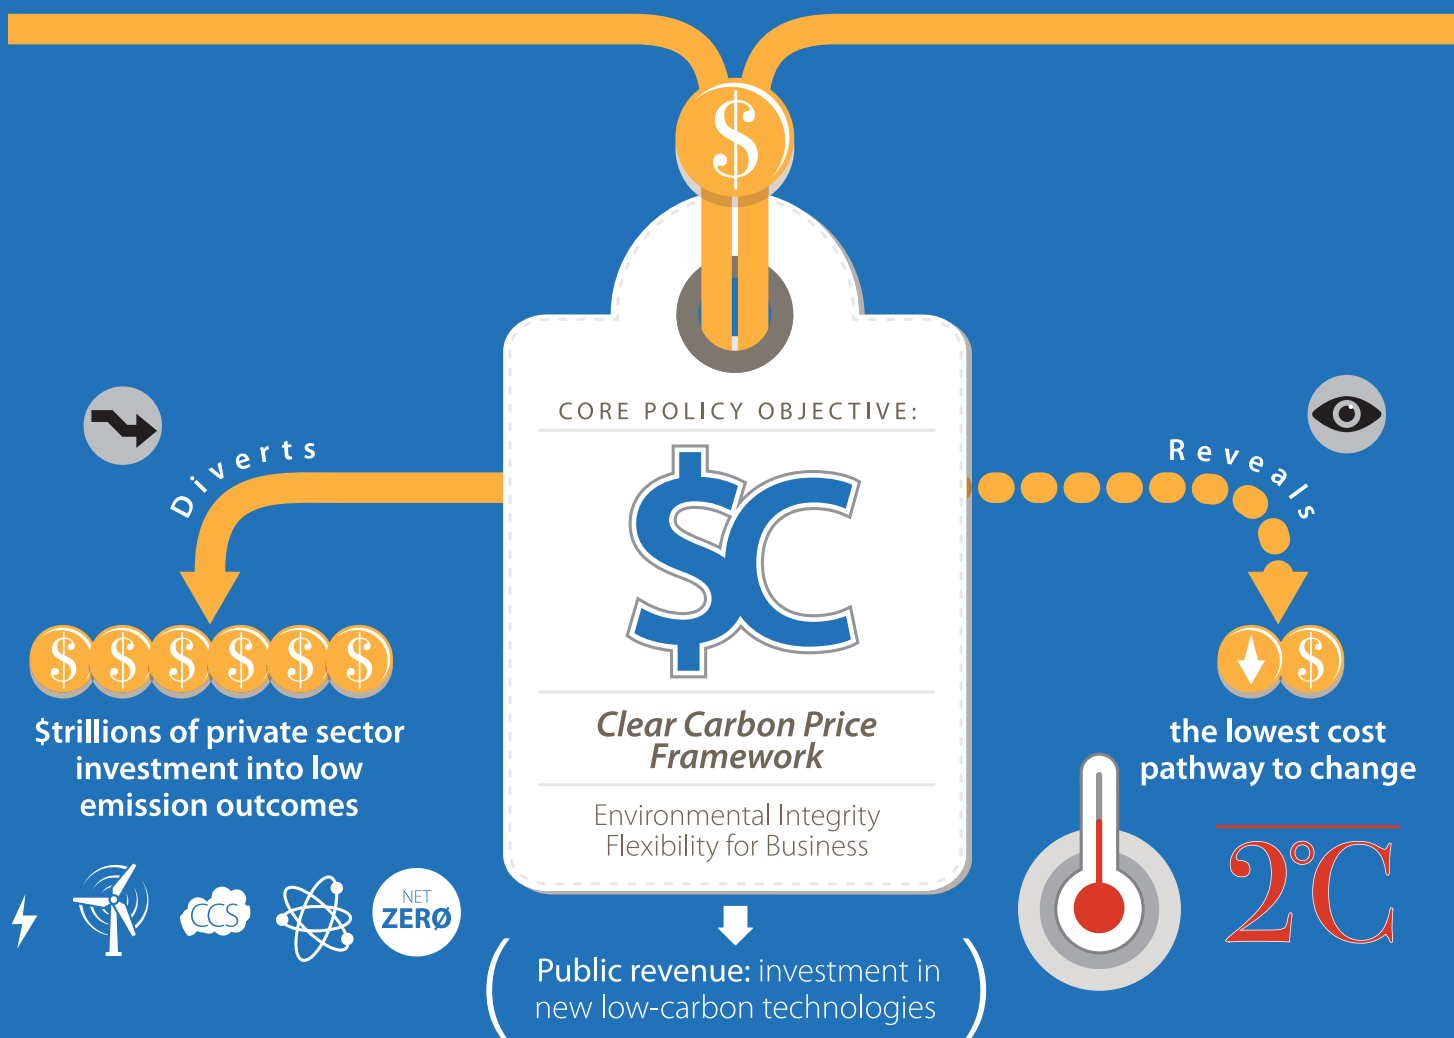 $
CORE POLICY OBJECTIVE:
$C
Clear Carbon Price
Framework
Environmental Integrity
Flexibility for Business
Diverts
$ $ $ $ $ $
$trillions of private sector
investment into low
emission outcomes
CCS
NET
ZERØ
Reveals
$
the lowest cost
pathway to change
2°C
Public revenue: investment in
new low-carbon technologies